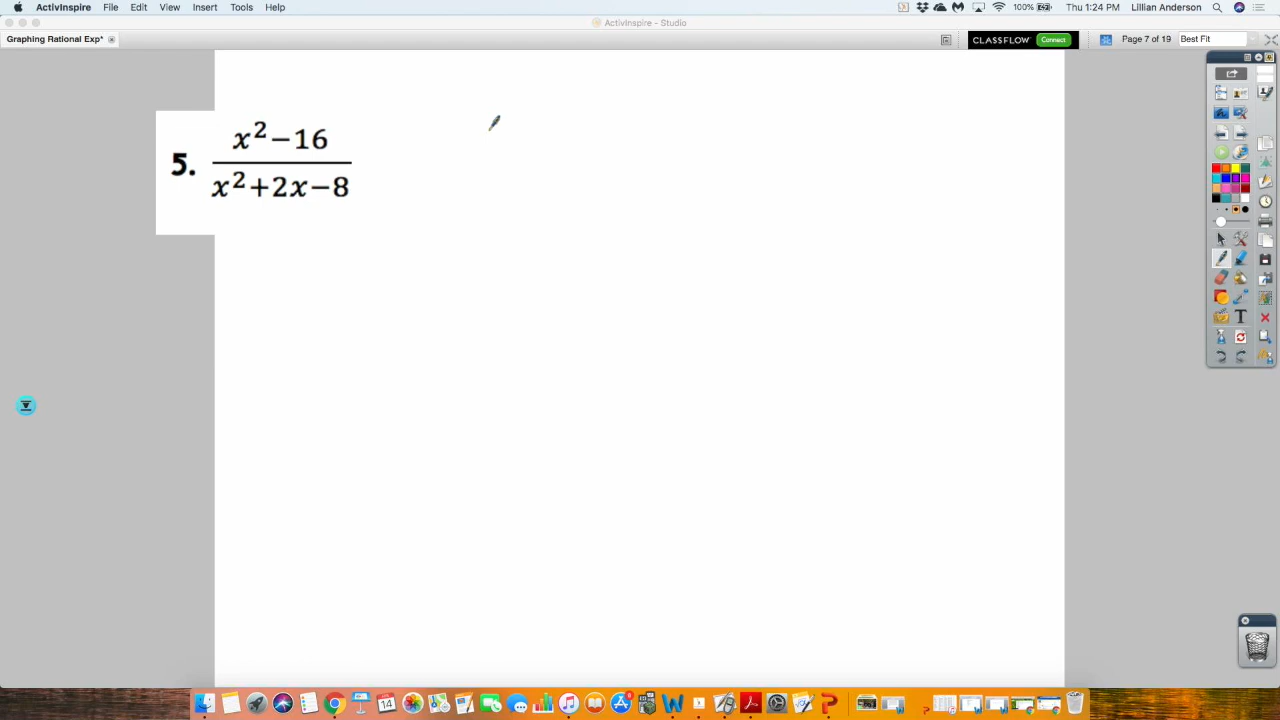 ActivInspire File Edit View Insert Tools Help 100% Thu 1:24 PM Lillian Anderson
ActivInspire - Studio
Graphing Rational Exp* CLASSFLOW Connect Page 7 of 19 Best Fit
5. x²−16
x²+2x−8
T
14